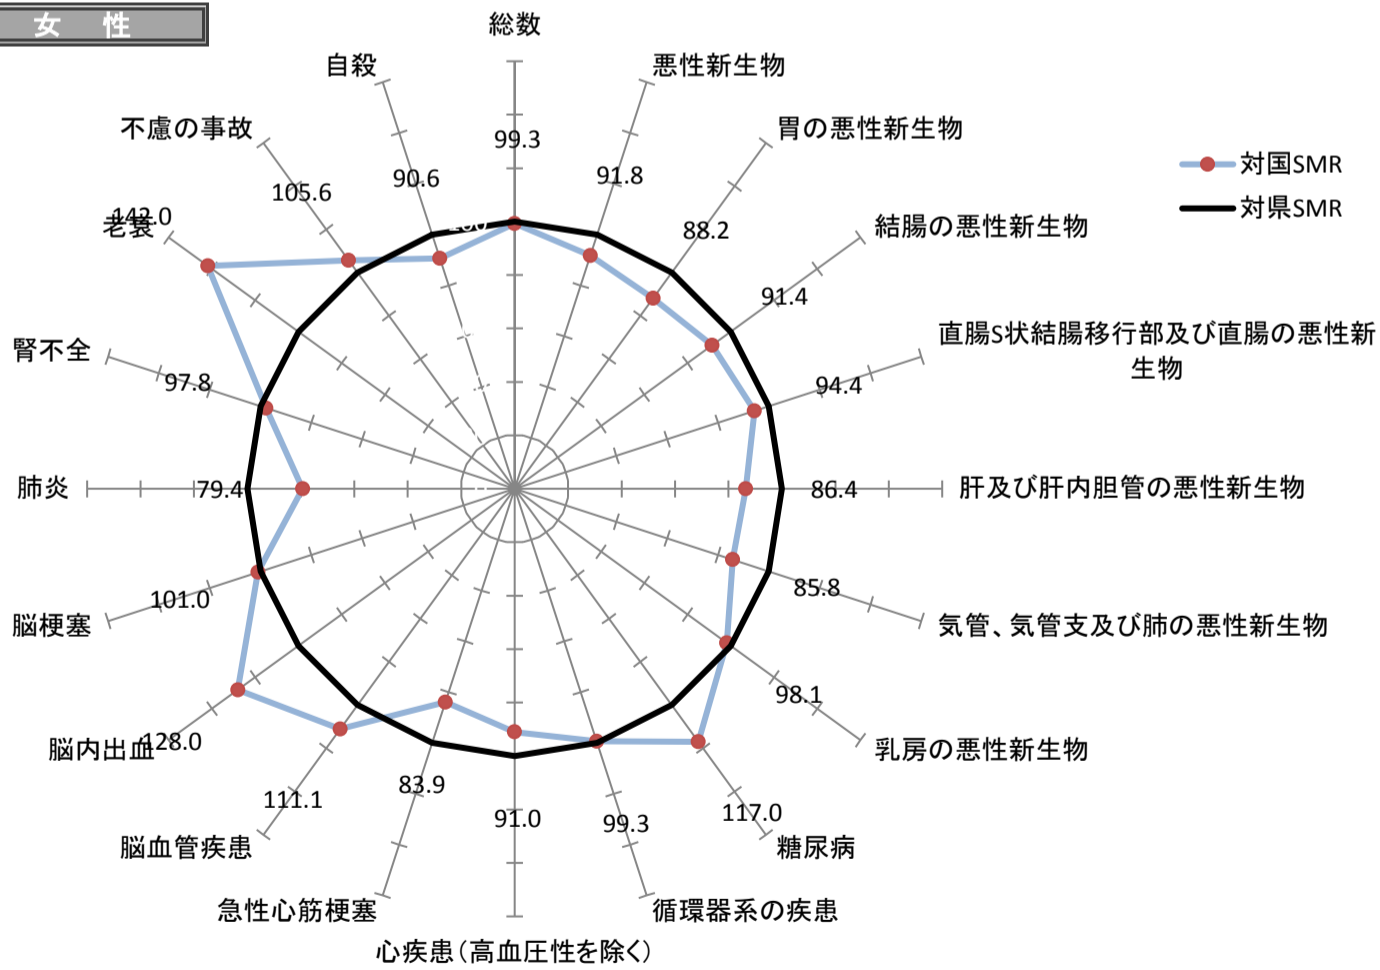 女 性
総数
悪性新生物
胃の悪性新生物
結腸の悪性新生物
直腸S状結腸移行部及び直腸の悪性新
生物
肝及び肝内胆管の悪性新生物
気管、気管支及び肺の悪性新生物
乳房の悪性新生物
糖尿病
循環器系の疾患
心疾患(高血圧性を除く)
急性心筋梗塞
脳血管疾患
脳内出血
脳梗塞
肺炎
腎不全
老衰
不慮の事故
自殺
99.3
91.8
88.2
91.4
94.4
86.4
85.8
98.1
117.0
99.3
91.0
83.9
111.1
128.0
101.0
79.4
97.8
142.0
105.6
90.6
100
対国SMR
対県SMR